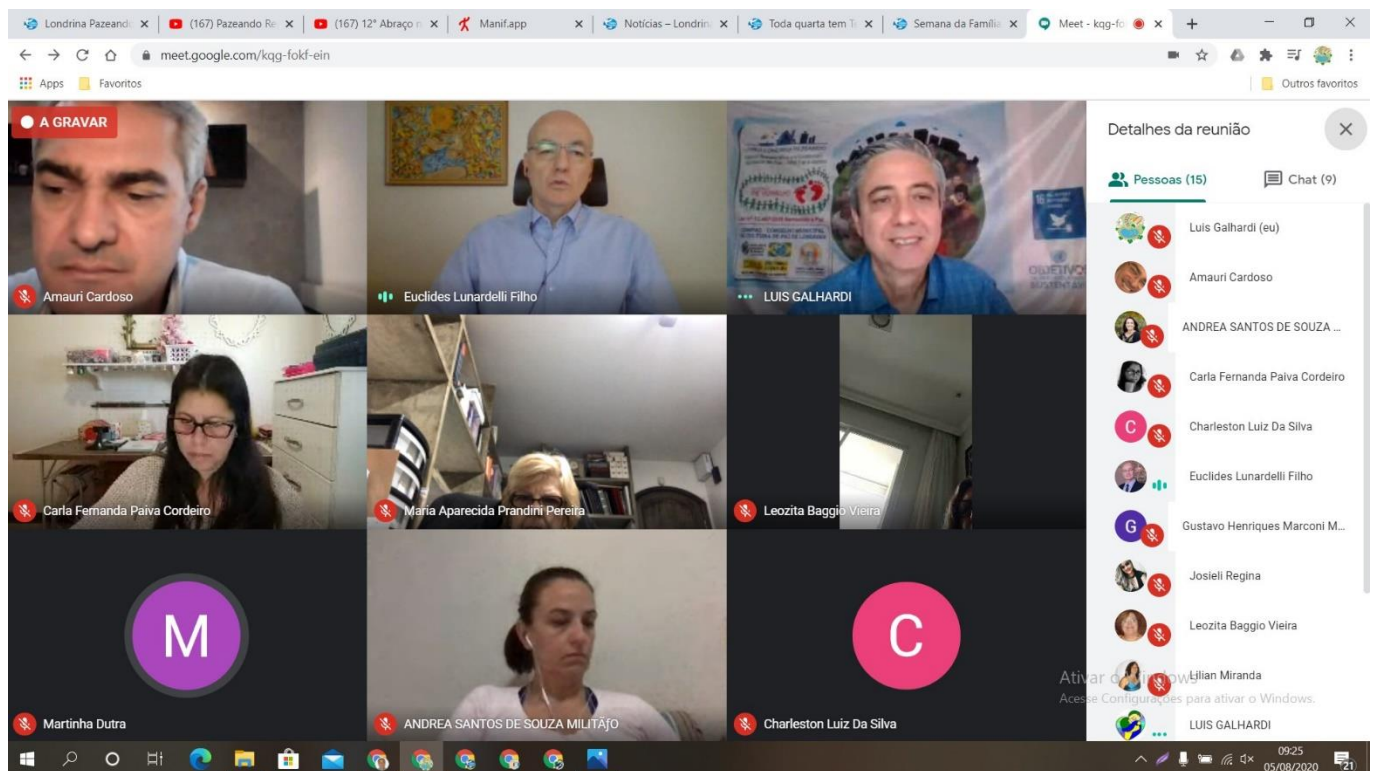 Londrina Pazeand
(167) Pazeando Re
(167) 12° Abraço n
Manif.app
Notícias – Londrin
Toda quarta tem
Semana da Família
Meet - kqg-fo
meet.google.com/kqg-fokf-ein
Apps
Favoritos
Outros favoritos
A GRAVAR
Detalhes da reunião
Pessoas (15)
Chat (9)
Luis Galhardi (eu)
Amauri Cardoso
ANDREA SANTOS DE SOUZA ...
Carla Fernanda Paiva Cordeiro
C
Charleston Luiz Da Silva
Euclides Lunardelli Filho
G
Gustavo Henriques Marconi M...
Josieli Regina
Leozita Baggio Vieira
Lilian Miranda
LUIS GALHARDI
Amauri Cardoso
Euclides Lunardelli Filho
LUIS GALHARDI
16
Carla Fernanda Paiva Cordeiro
Maria Aparecida Prandini Pereira
Leozita Baggio Vieira
M
C
Martinha Dutra
ANDREA SANTOS DE SOUZA MILITÃƒO
Charleston Luiz Da Silva
Ativar o Windows
Acesse Configurações para ativar o Windows.
09:25
05/08/2020
21